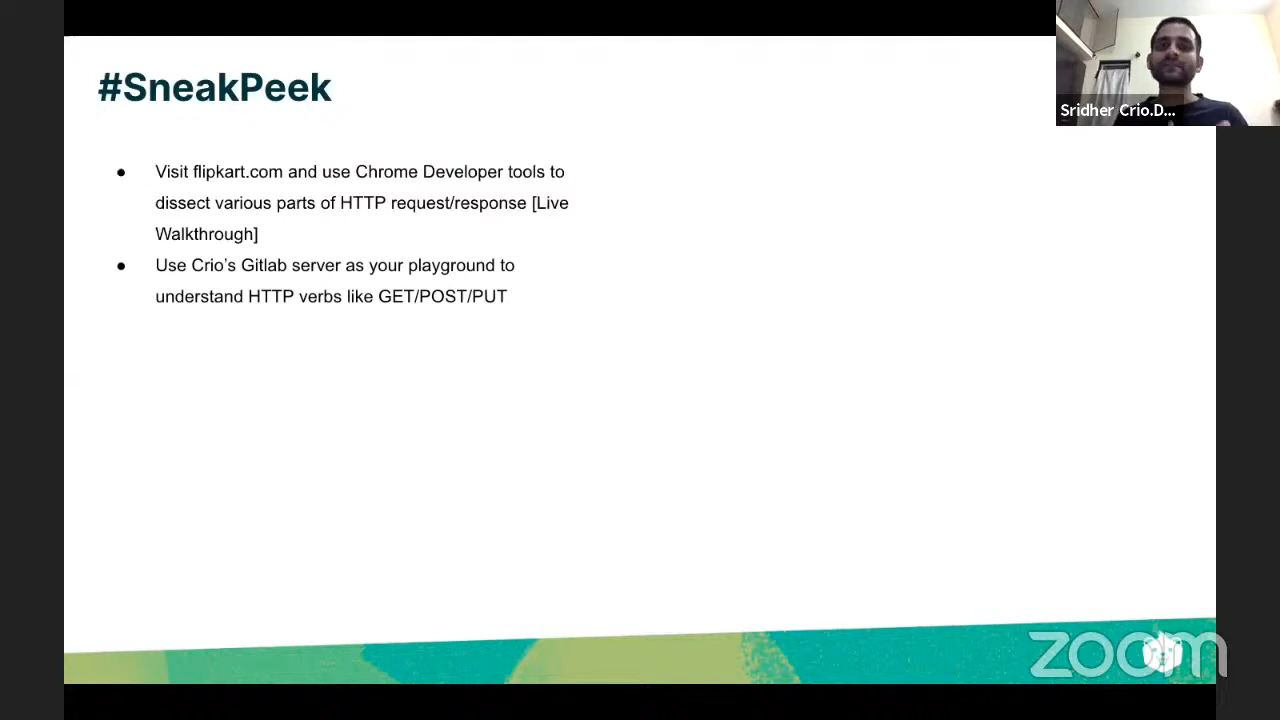 #SneakPeek
● Visit flipkart.com and use Chrome Developer tools to
dissect various parts of HTTP request/response [Live
Walkthrough]
● Use Crio’s Gitlab server as your playground to
understand HTTP verbs like GET/POST/PUT
Sridher Crio.D...
zoom